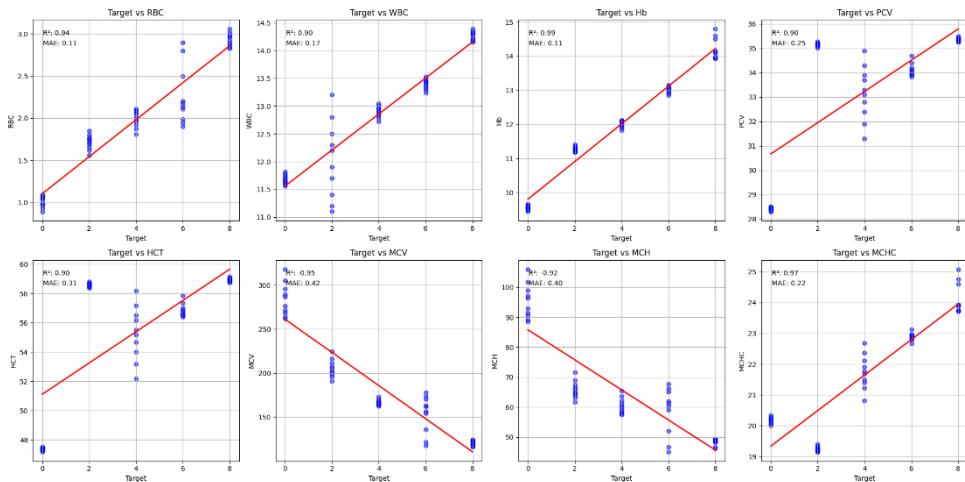 Target vs RBC
R²: 0.94
MAE: 0.11
3.0
2.5
2.0
1.5
1.0
RBC
0 2 4 6 8
Target
Target vs WBC
R²: 0.90
MAE: 0.17
14.5
14.0
13.5
13.0
12.5
12.0
11.5
11.0
WBC
0 2 4 6 8
Target
Target vs Hb
R²: 0.99
MAE: 0.11
15
14
13
12
11
10
Hb
0 2 4 6 8
Target
Target vs PCV
R²: 0.90
MAE: 0.25
36
35
34
33
32
31
30
29
28
PCV
0 2 4 6 8
Target
Target vs HCT
R²: 0.90
MAE: 0.31
60
58
56
54
52
50
48
HCT
0 2 4 6 8
Target
Target vs MCV
R²: -0.95
MAE: 0.42
300
250
200
150
MCV
0 2 4 6 8
Target
Target vs MCH
R²: -0.92
MAE: 0.40
100
90
80
70
60
50
MCH
0 2 4 6 8
Target
Target vs MCHC
R²: 0.97
MAE: 0.22
25
24
23
22
21
20
19
MCHC
0 2 4 6 8
Target